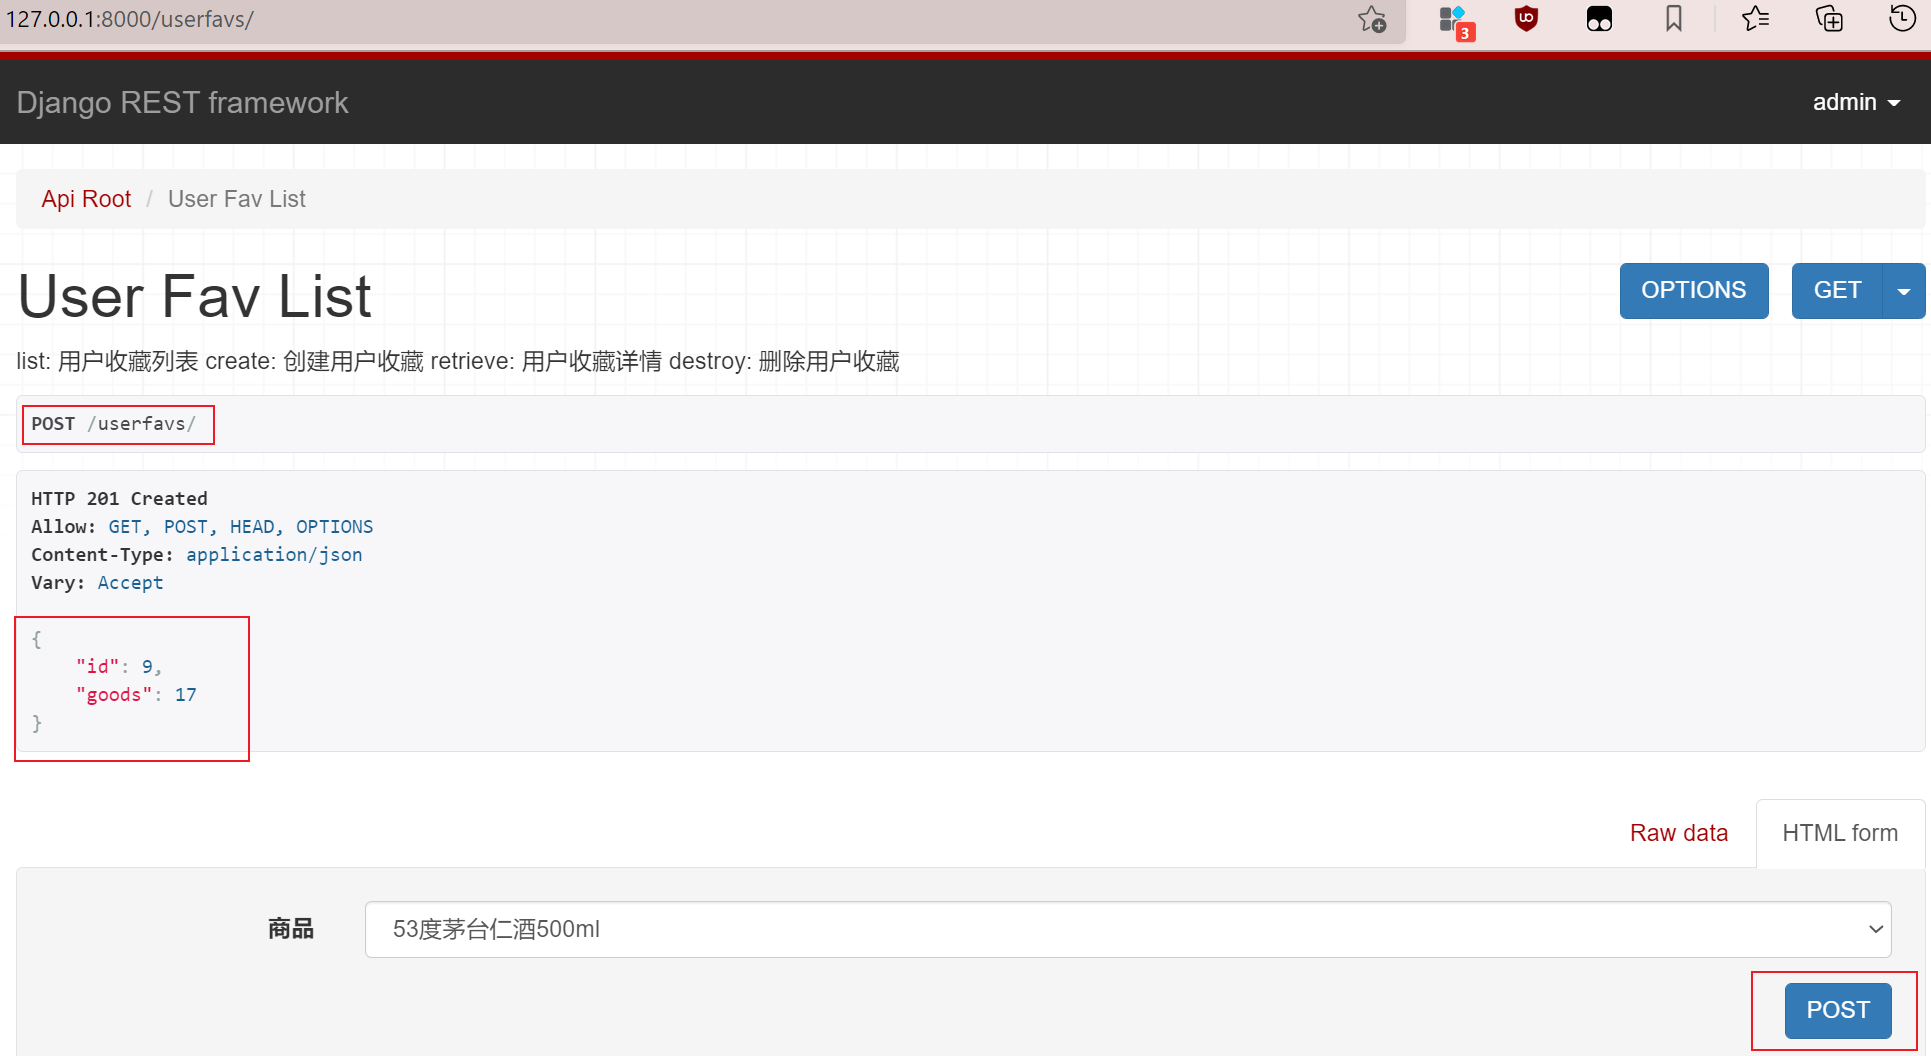 127.0.0.1:8000/userfavs/
3
Django REST framework
admin
Api Root / User Fav List
User Fav List
OPTIONS
GET
list: 用户收藏列表 create: 创建用户收藏 retrieve: 用户收藏详情 destroy: 删除用户收藏
POST /userfavs/
HTTP 201 Created
Allow: GET, POST, HEAD, OPTIONS
Content-Type: application/json
Vary: Accept
{
"id": 9,
"goods": 17
}
Raw data
HTML form
商品
53度茅台仁酒500ml
POST